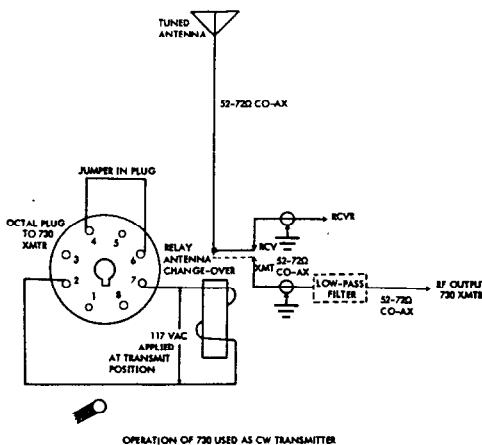 TUNED
ANTENNA
52-72Ω CO-AX
JUMPER IN PLUG
OCTAL PLUG
TO 730
XMTR
4
5
3
6
2
7
1
8
RELAY
ANTENNA
CHANGE-OVER
RCVR
RCV
XMT
52-72Ω
CO-AX
LOW-PASS
FILTER
52-72Ω
CO-AX
RF OUTPUT
730 XMTR
117 VAC
APPLIED
AT TRANSMIT
POSITION
OPERATION OF 730 USED AS CW TRANSMITTER